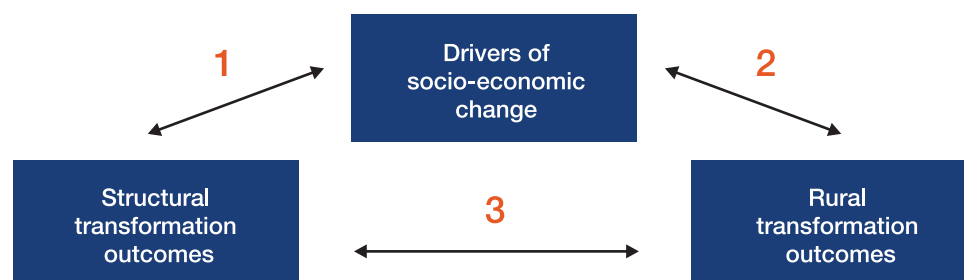 1
Drivers of
socio-economic
change
2
Structural
transformation
outcomes
3
Rural
transformation
outcomes